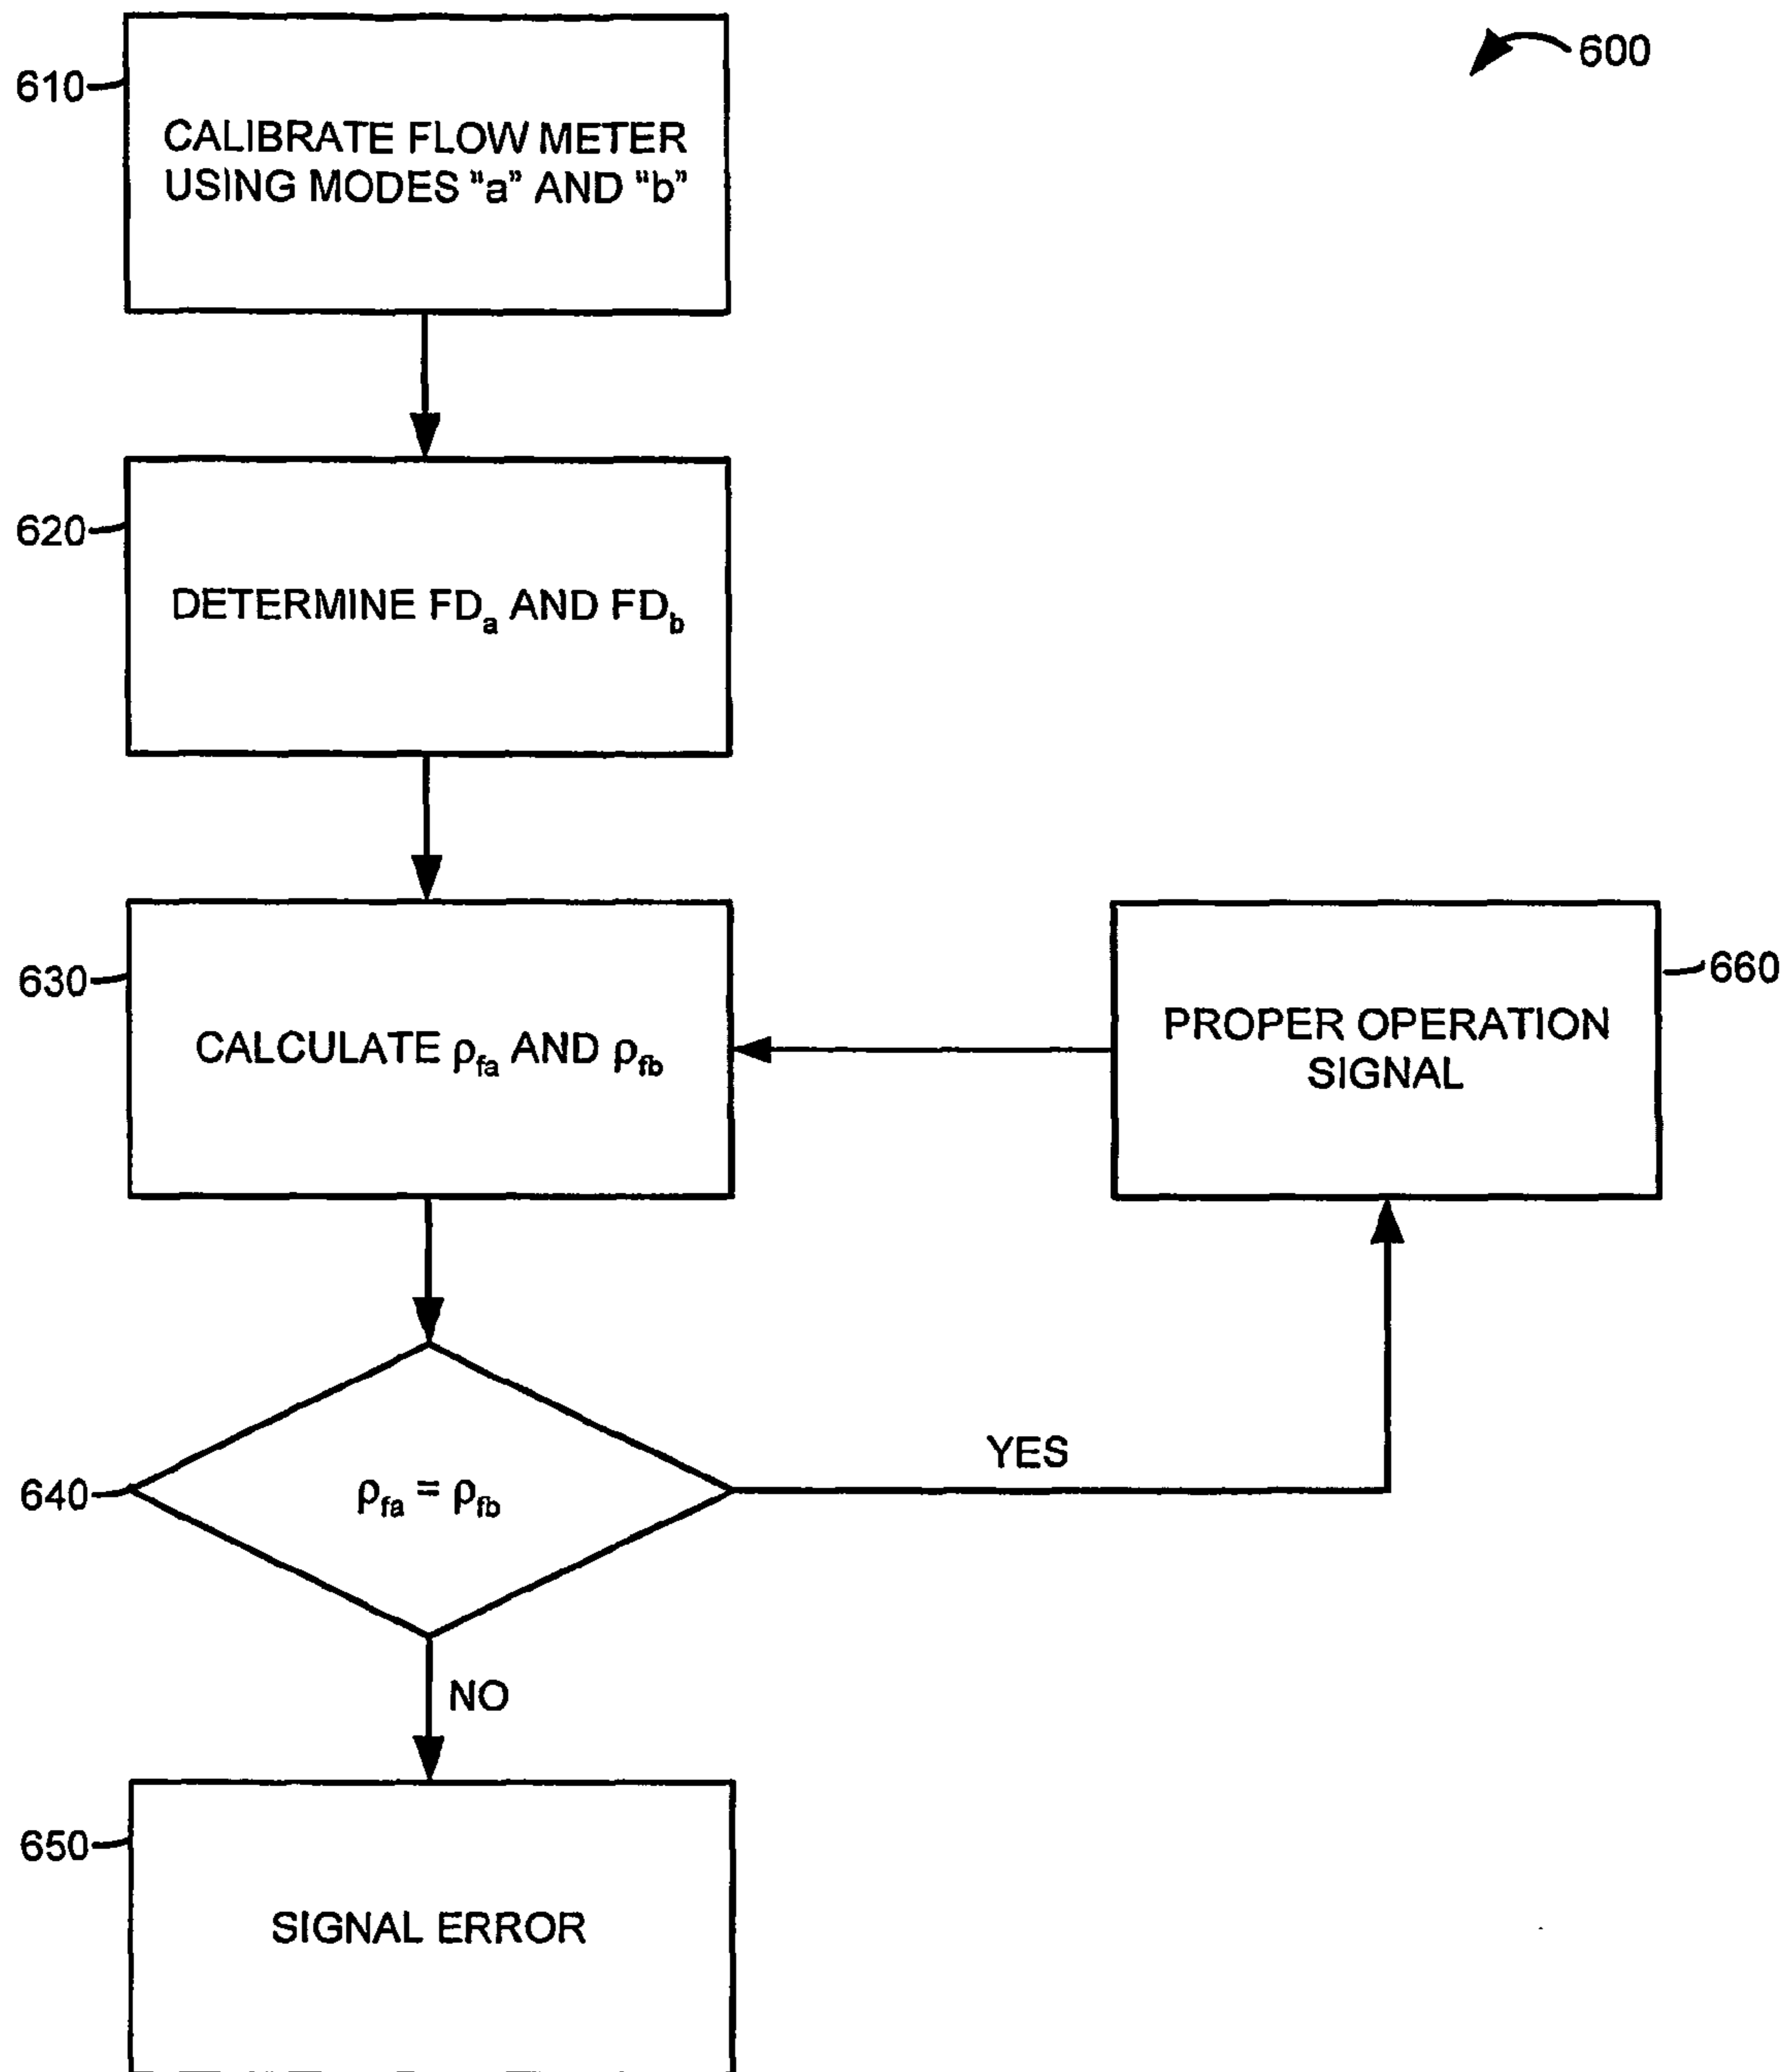 600
610
CALIBRATE FLOW METER
USING MODES "a" AND "b"
620
DETERMINE FDa AND FDb
630
CALCULATE ρfa AND ρfb
660
PROPER OPERATION
SIGNAL
640
ρfa = ρfb
YES
NO
650
SIGNAL ERROR